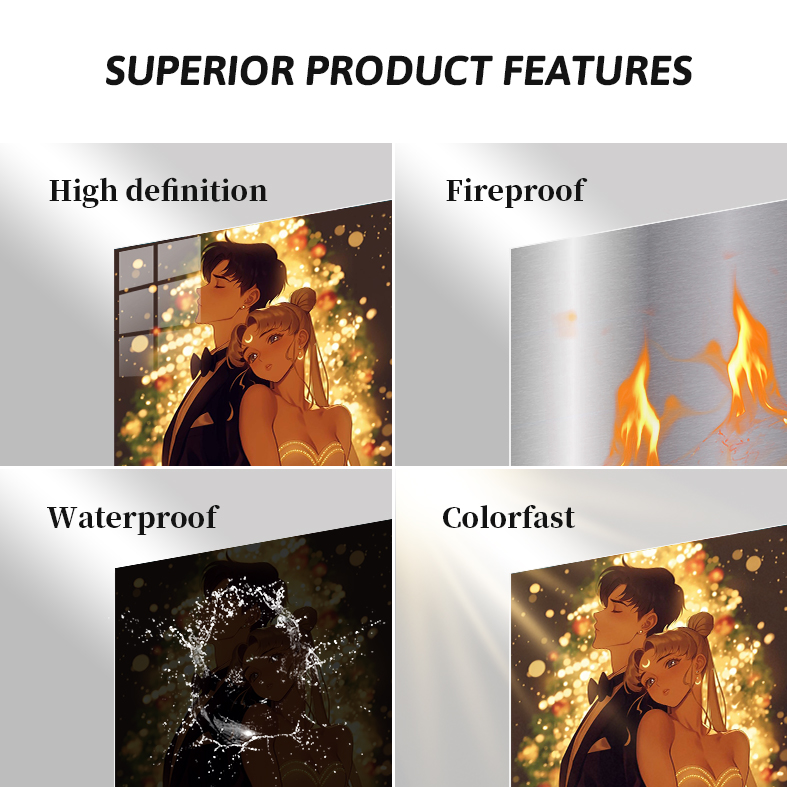 SUPERIOR PRODUCT FEATURES
High definition
Fireproof
Waterproof
Colorfast